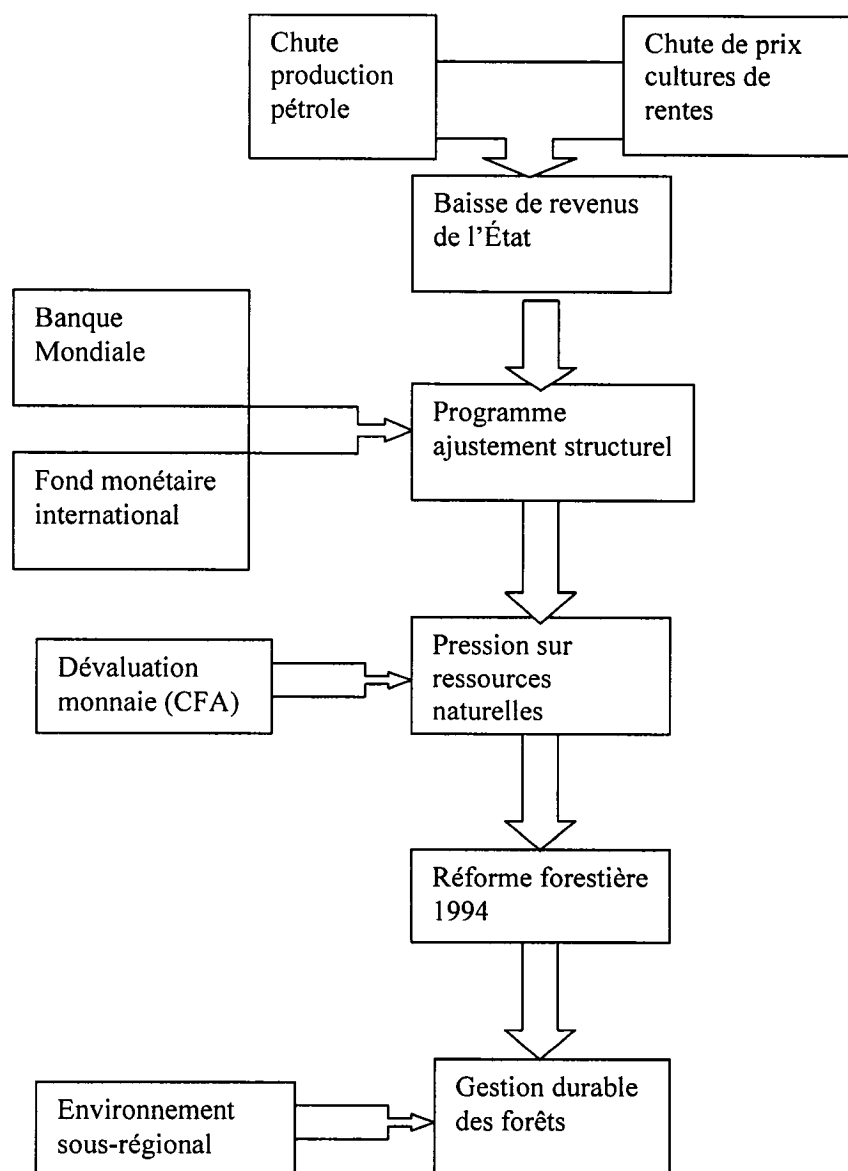 Chute
production
pétrole
Chute de prix
cultures de
rentes
Baisse de revenus
de l’État
Banque
Mondiale
Programme
ajustement structurel
Fond monétaire
international
Pression sur
ressources
naturelles
Dévaluation
monnaie (CFA)
Réforme forestière
1994
Gestion durable
des forêts
Environnement
sous-régional